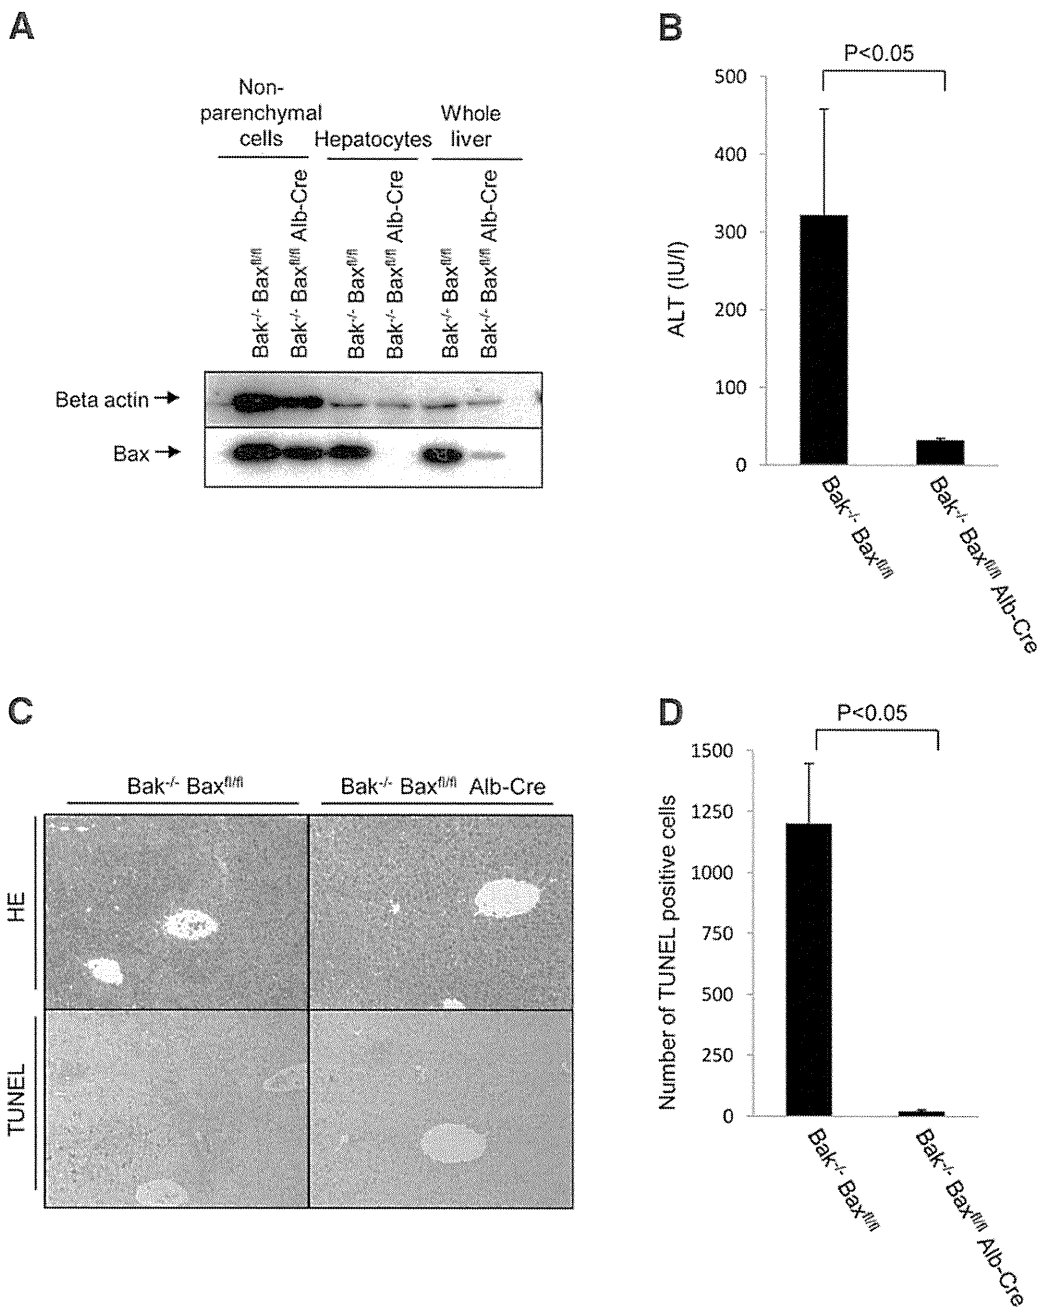 A
Non-
parenchymal
cells
Hepatocytes
Whole
liver
Bak-/- Baxfl/fl
Bak-/- Baxfl/fl Alb-Cre
Bak-/- Baxfl/fl
Bak-/- Baxfl/fl Alb-Cre
Bak-/- Baxfl/fl
Bak-/- Baxfl/fl Alb-Cre
Beta actin
Bax
B
P<0.05
ALT (IU/l)
500
400
300
200
100
0
Bak-/- Baxfl/fl
Bak-/- Baxfl/fl Alb-Cre
C
Bak-/- Baxfl/fl
Bak-/- Baxfl/fl Alb-Cre
HE
TUNEL
D
P<0.05
Number of TUNEL positive cells
1500
1250
1000
750
500
250
0
Bak-/- Baxfl/fl
Bak-/- Baxfl/fl Alb-Cre